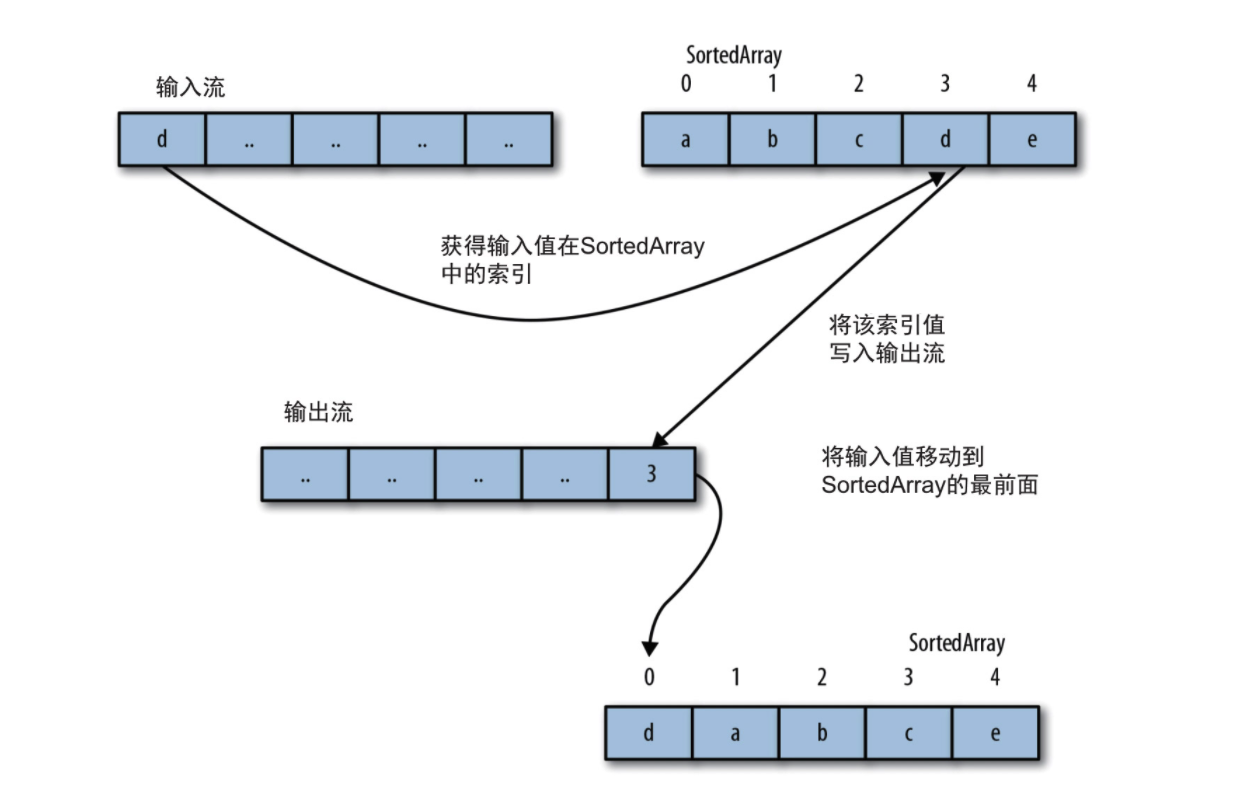 输入流
d .. .. .. ..
SortedArray
0 1 2 3 4
a b c d e
获得输入值在SortedArray
中的索引
将该索引值
写入输出流
输出流
.. .. .. .. 3
将输入值移动到
SortedArray的最前面
SortedArray
0 1 2 3 4
d a b c e